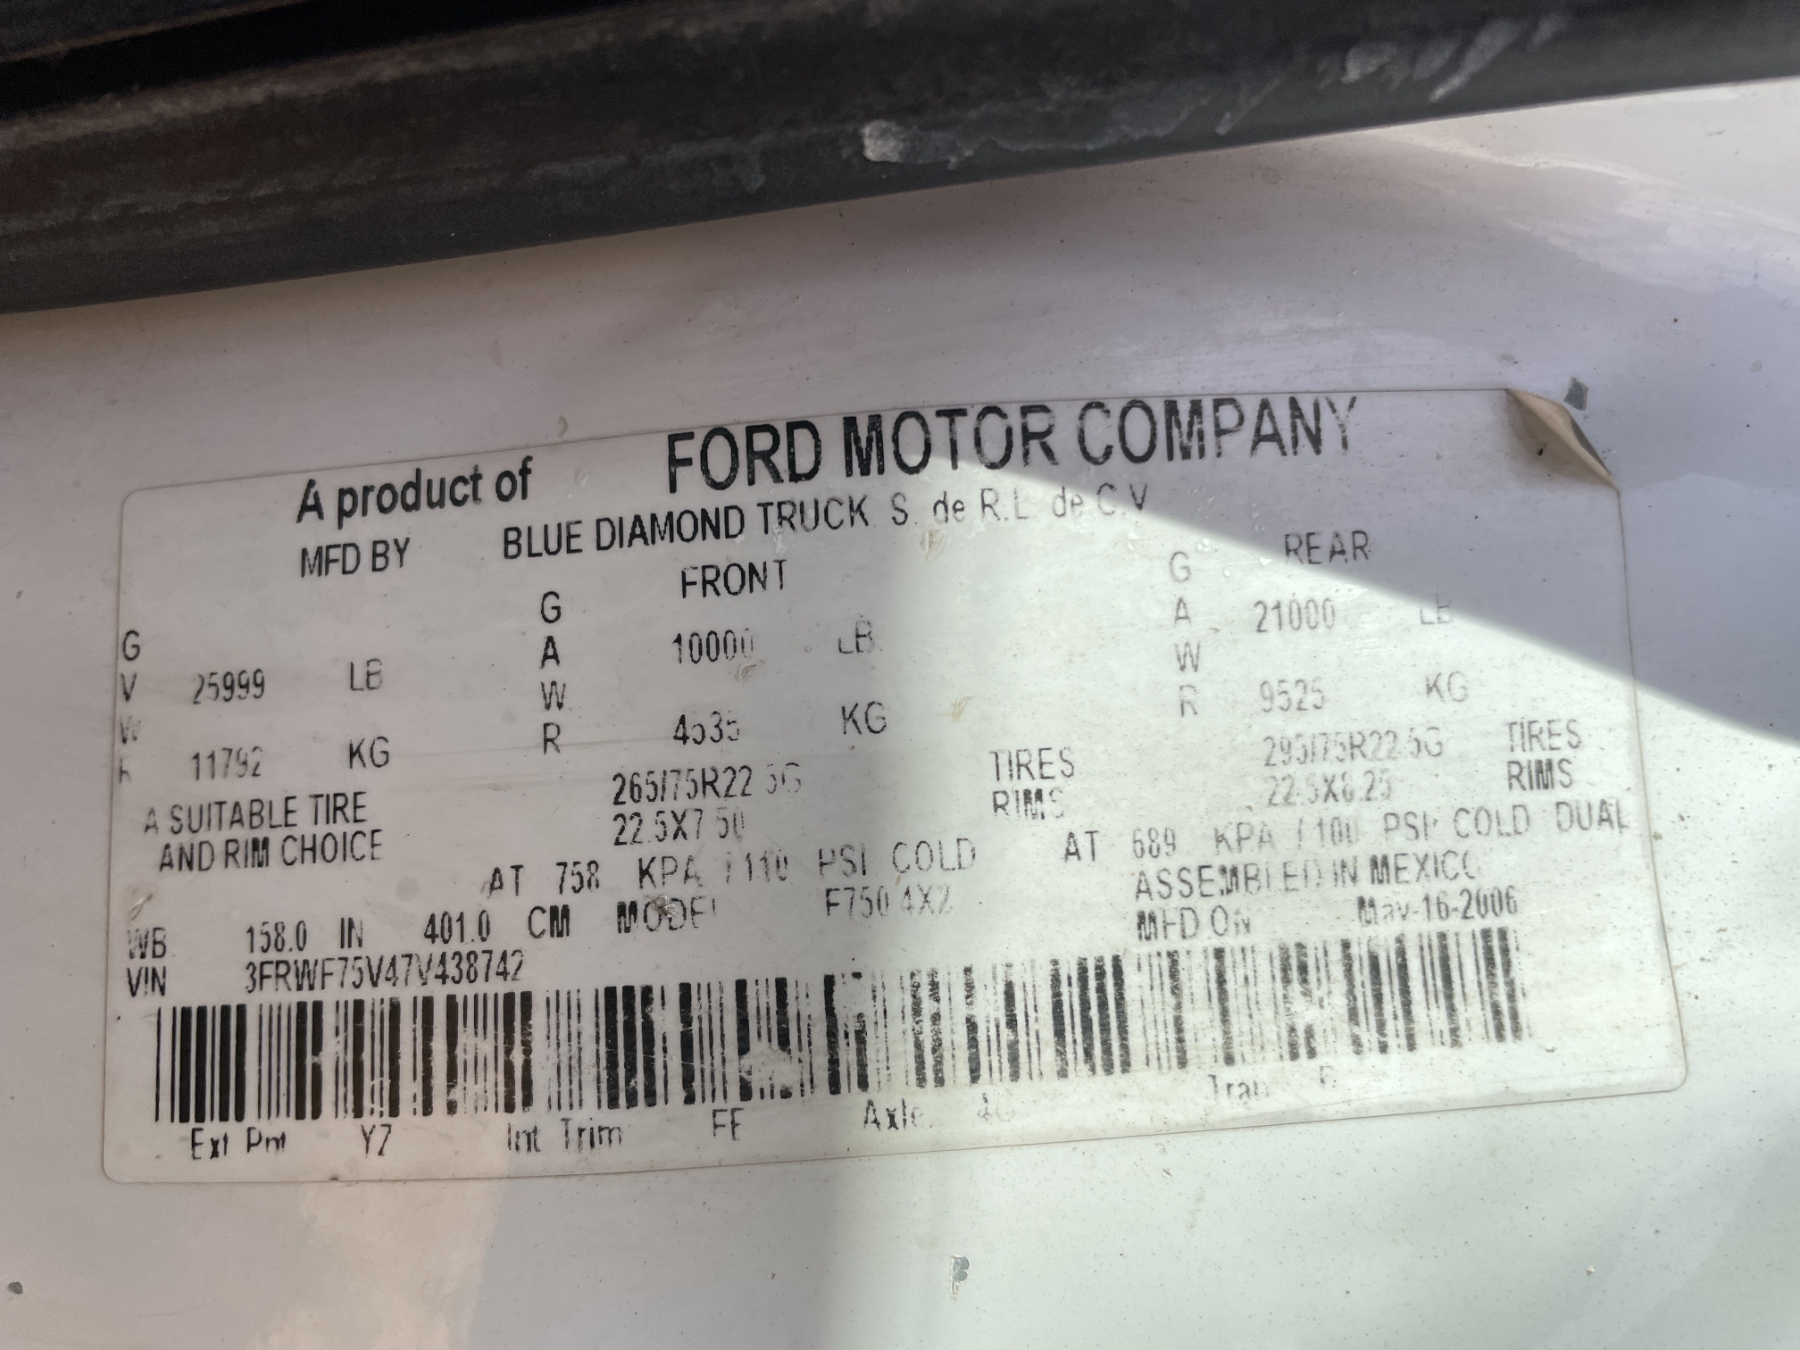 A product of FORD MOTOR COMPANY
MFD BY BLUE DIAMOND TRUCK S. de R.L. de C.V
FRONT REAR
G G
G A 10000 LB A 21000 LB
V 25999 LB W W
W R 4535 KG R 9525 KG
R 11792 KG 265/75R22.5G TIRES 295/75R22.5G TIRES
A SUITABLE TIRE 22.5X7.50 RIMS 22.5X8.25 RIMS
AND RIM CHOICE AT 758 KPA / 110 PSI COLD AT 689 KPA / 100 PSI COLD DUAL
ASSEMBLED IN MEXICO
WB 158.0 IN 401.0 CM MODEL F750 4X2 MFD ON May-16-2006
VIN 3FRWF75V47V438742
Ext Pnt YZ Int Trim FE Axle Tran